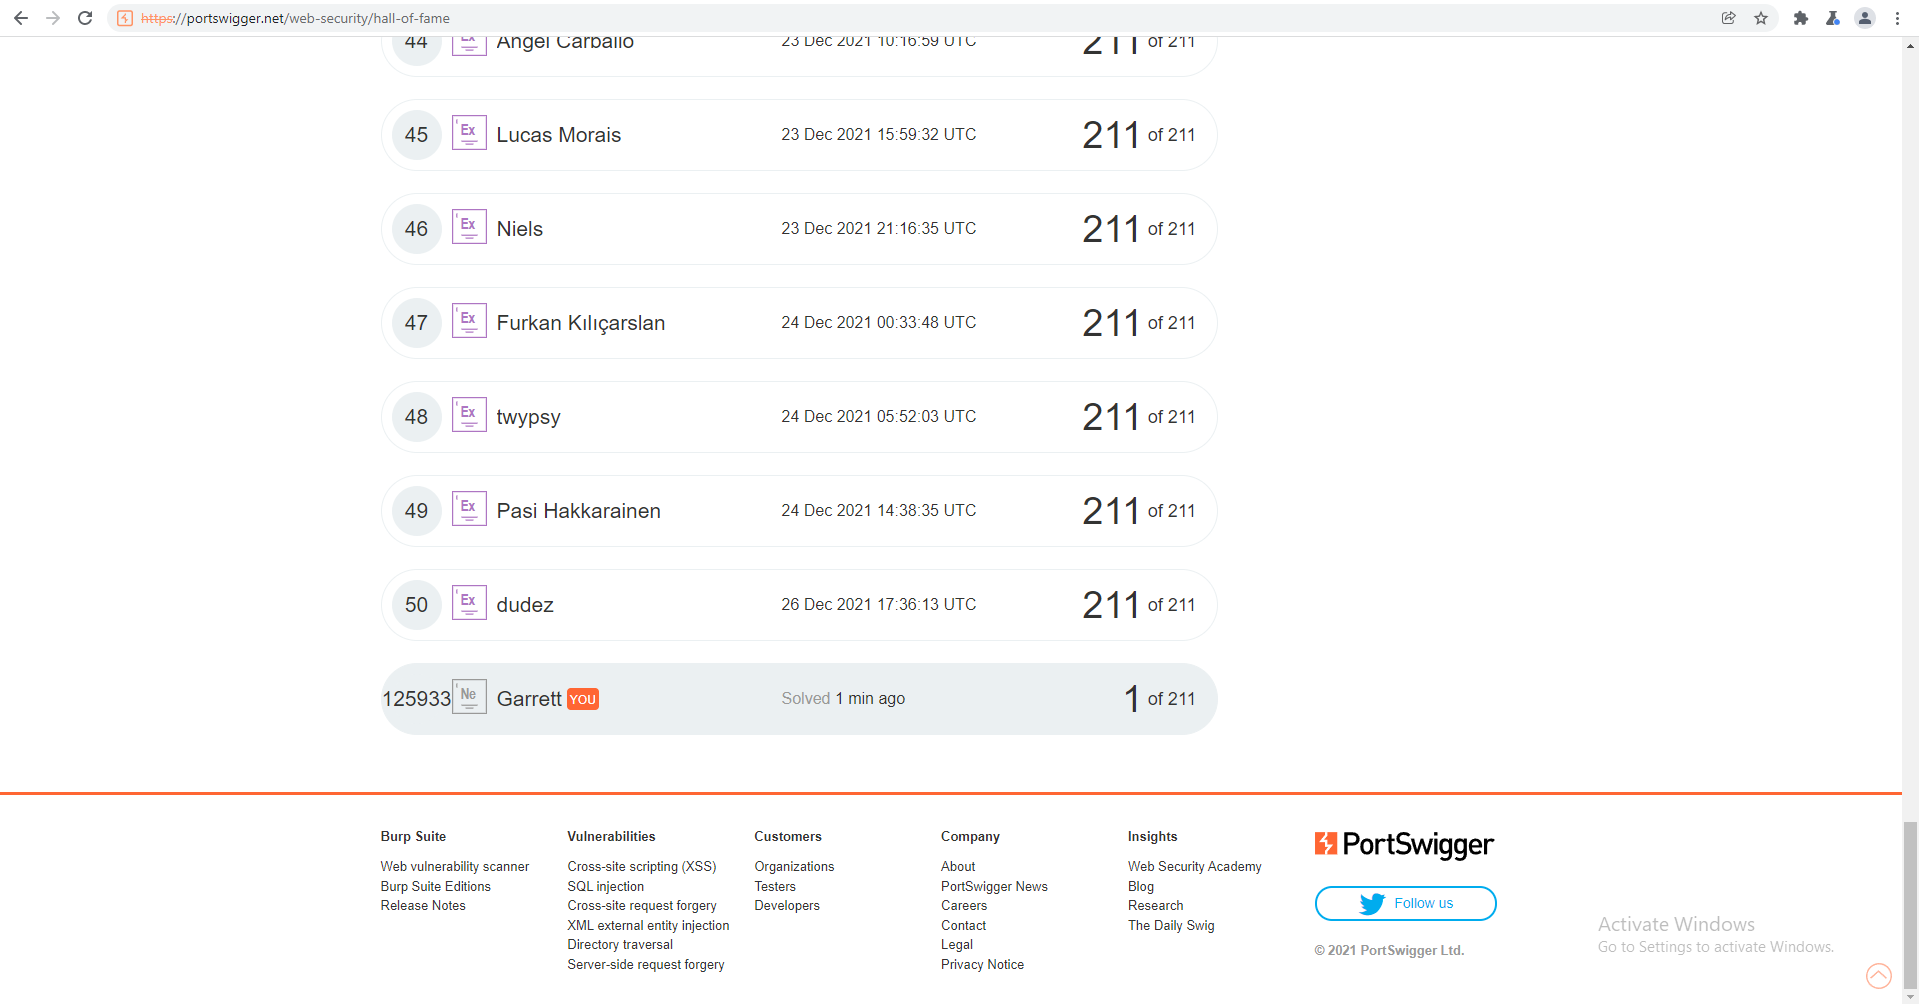 https://portswigger.net/web-security/hall-of-fame
44 Ex Angel Carballo 23 Dec 2021 10:16:59 UTC 211 of 211
45 Ex Lucas Morais 23 Dec 2021 15:59:32 UTC 211 of 211
46 Ex Niels 23 Dec 2021 21:16:35 UTC 211 of 211
47 Ex Furkan Kılıçarslan 24 Dec 2021 00:33:48 UTC 211 of 211
48 Ex twypsy 24 Dec 2021 05:52:03 UTC 211 of 211
49 Ex Pasi Hakkarainen 24 Dec 2021 14:38:35 UTC 211 of 211
50 Ex dudez 26 Dec 2021 17:36:13 UTC 211 of 211
125933 Ne Garrett YOU Solved 1 min ago 1 of 211
Burp Suite
Web vulnerability scanner
Burp Suite Editions
Release Notes
Vulnerabilities
Cross-site scripting (XSS)
SQL injection
Cross-site request forgery
XML external entity injection
Directory traversal
Server-side request forgery
Customers
Organizations
Testers
Developers
Company
About
PortSwigger News
Careers
Contact
Legal
Privacy Notice
Insights
Web Security Academy
Blog
Research
The Daily Swig
PortSwigger
Follow us
© 2021 PortSwigger Ltd.
Activate Windows
Go to Settings to activate Windows.